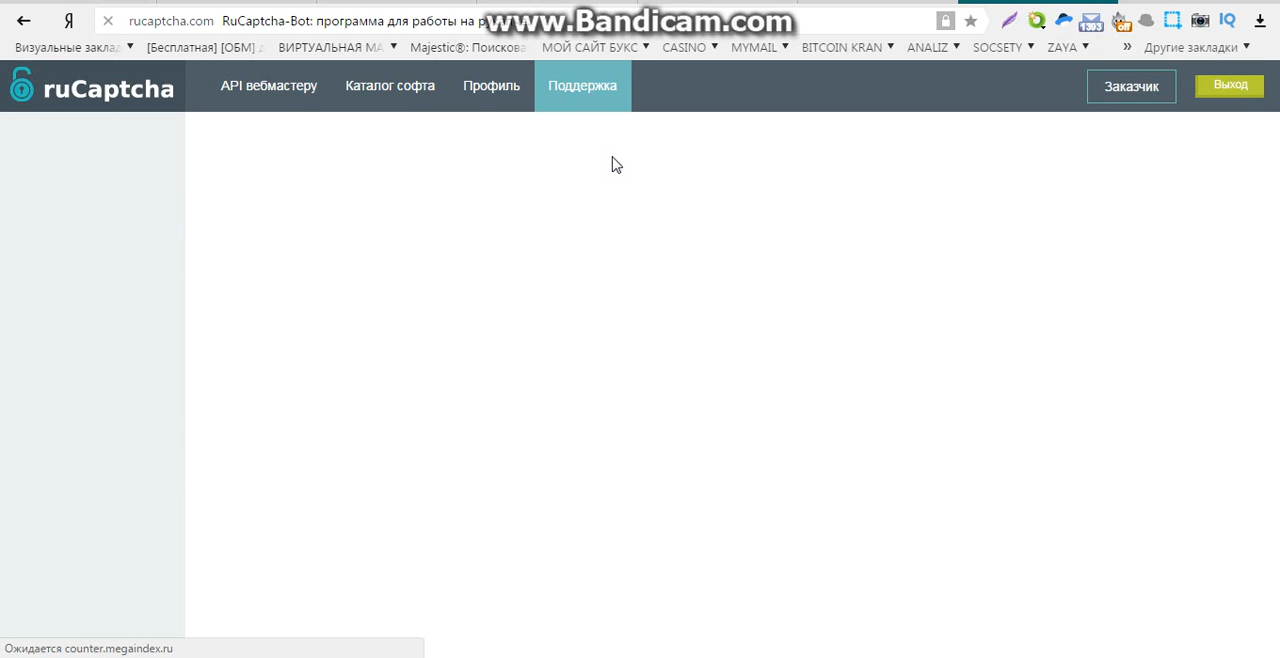 www.Bandicam.com
Я rucaptcha.com RuCaptcha-Bot: программа для работы на
Визуальные заклад [Бесплатная] [ОБМ] ВИРТУАЛЬНАЯ МА Majestic®: Поискова МОЙ САЙТ БУКС CASINO MYMAIL BITCOIN KRAN ANALIZ SOCSETY ZAYA » Другие закладки
ruCaptcha API вебмастеру Каталог софта Профиль Поддержка Заказчик Выход
Ожидается counter.megaindex.ru